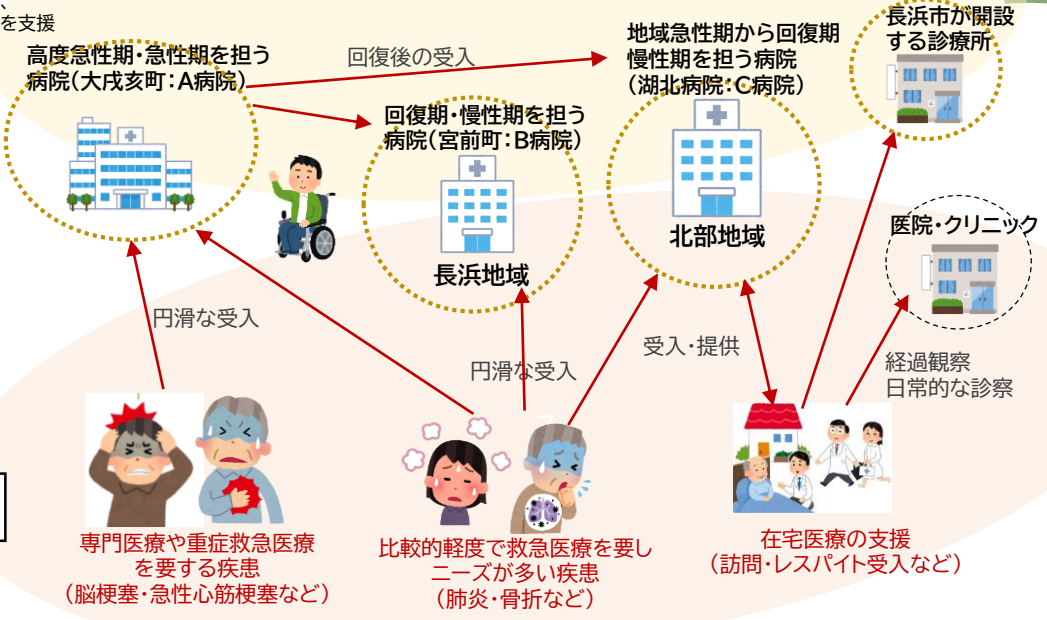 、
を支援
高度急性期・急性期を担う
病院(大戌亥町:A病院)
回復後の受入
回復期・慢性期を担う
病院(宮前町:B病院)
長浜地域
地域急性期から回復期
慢性期を担う病院
(湖北病院:C病院)
北部地域
長浜市が開設
する診療所
医院・クリニック
円滑な受入
円滑な受入
受入・提供
経過観察
日常的な診察
専門医療や重症救急医療
を要する疾患
(脳梗塞・急性心筋梗塞など)
比較的軽度で救急医療を要し
ニーズが多い疾患
(肺炎・骨折など)
在宅医療の支援
(訪問・レスパイト受入など)